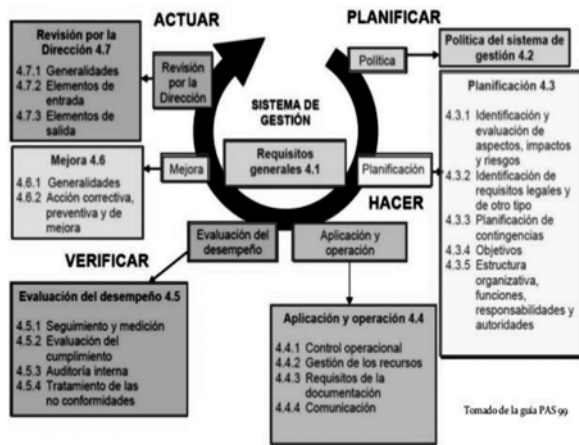 ACTUAR
PLANIFICAR
Revisión por la
Dirección 4.7
4.7.1 Generalidades
4.7.2 Elementos de
entrada
4.7.3 Elementos de
salida
Revisión
por la
Dirección
Política
Política del sistema de
gestión 4.2
SISTEMA DE
GESTIÓN
Requisitos
generales 4.1
Planificación 4.3
4.3.1 Identificación y
evaluación de
aspectos, impactos
y riesgos
4.3.2 Identificación de
requisitos legales y
de otro tipo
4.3.3 Planificación de
contingencias
4.3.4 Objetivos
4.3.5 Estructura
organizativa,
funciones,
responsabilidades y
autoridades
Mejora 4.6
4.6.1 Generalidades
4.6.2 Acción correctiva,
preventiva y de
mejora
Mejora
Planificación
HACER
Evaluación del
desempeño
Aplicación y
operación
VERIFICAR
Evaluación del desempeño 4.5
4.5.1 Seguimiento y medición
4.5.2 Evaluación del
cumplimiento
4.5.3 Auditoría interna
4.5.4 Tratamiento de las
no conformidades
Aplicación y operación 4.4
4.4.1 Control operacional
4.4.2 Gestión de los recursos
4.4.3 Requisitos de la
documentación
4.4.4 Comunicación
Tomado de la guía PAS 99